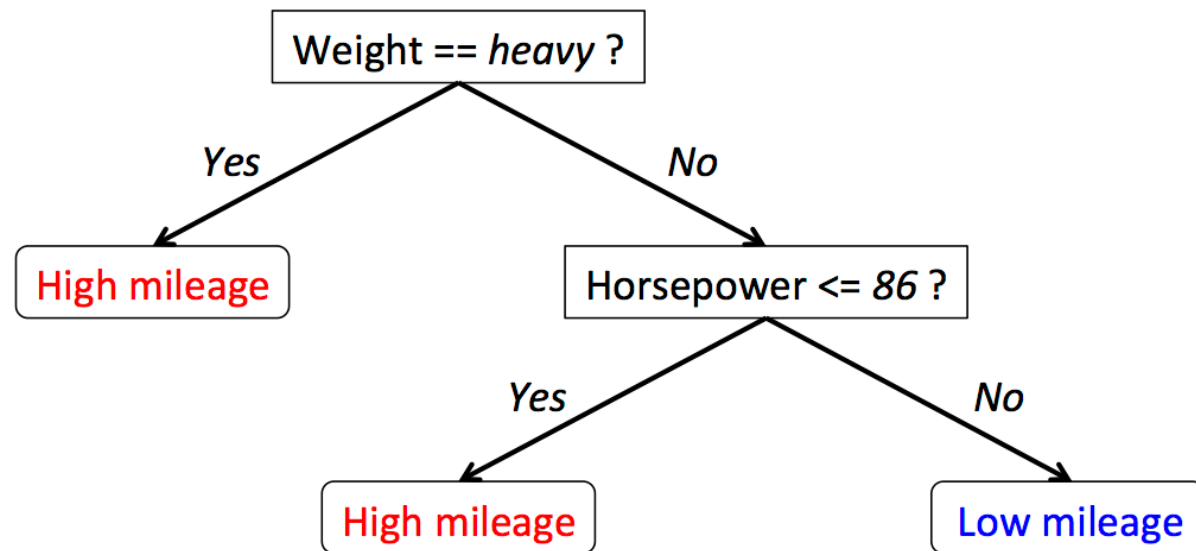 Weight == heavy ?
Yes
No
High mileage
Horsepower <= 86 ?
Yes
No
High mileage
Low mileage